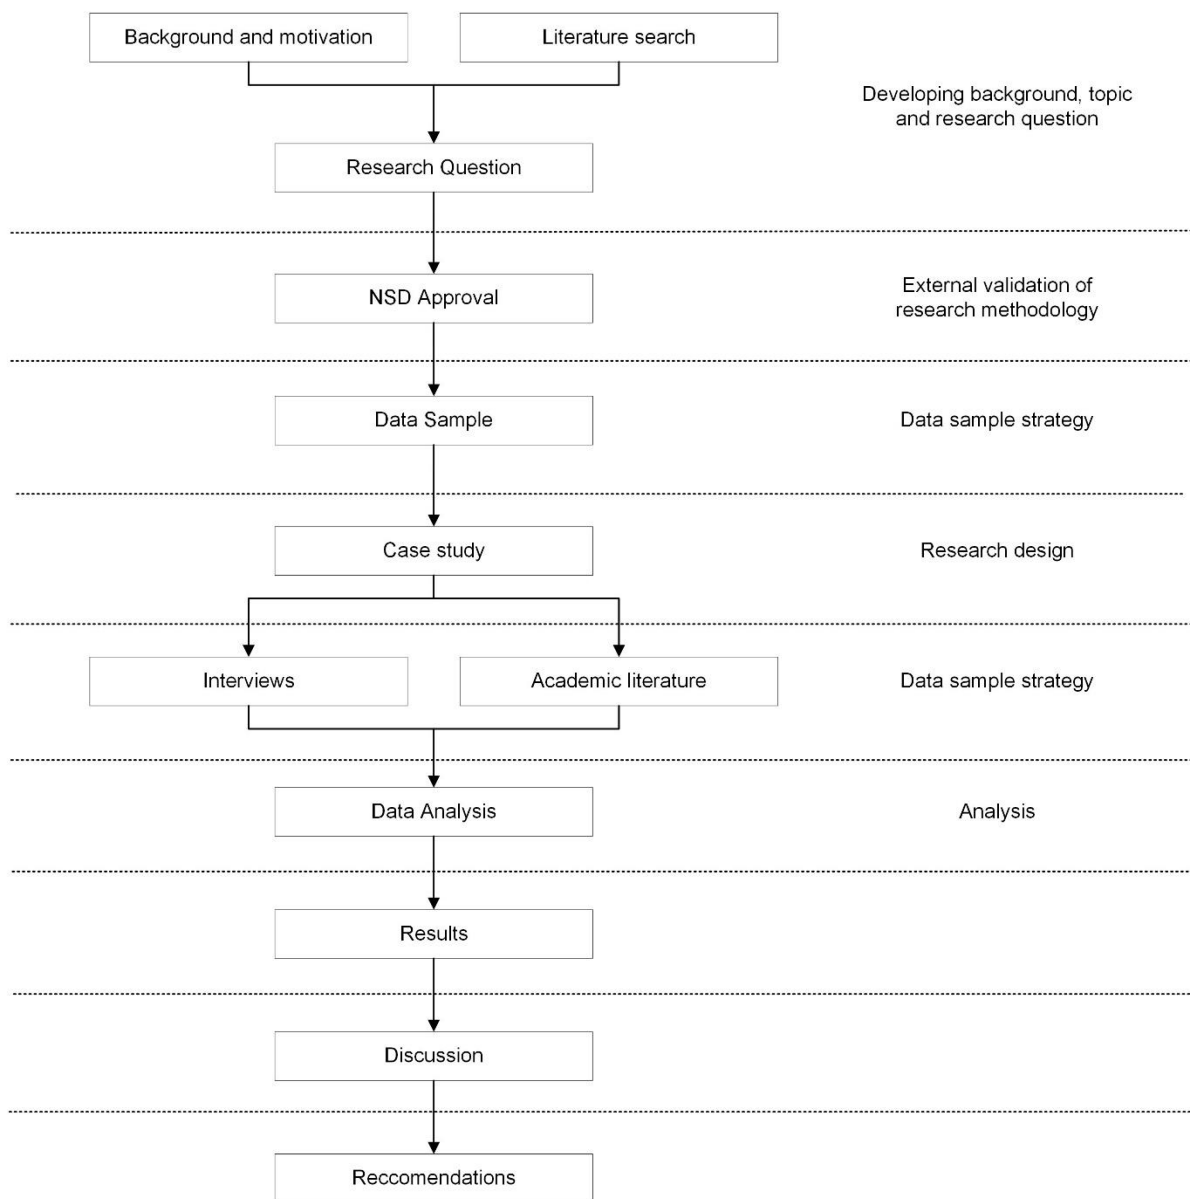 Background and motivation
Literature search
Developing background, topic
and research question
Research Question
NSD Approval
External validation of
research methodology
Data Sample
Data sample strategy
Case study
Research design
Interviews
Academic literature
Data sample strategy
Data Analysis
Analysis
Results
Discussion
Reccomendations